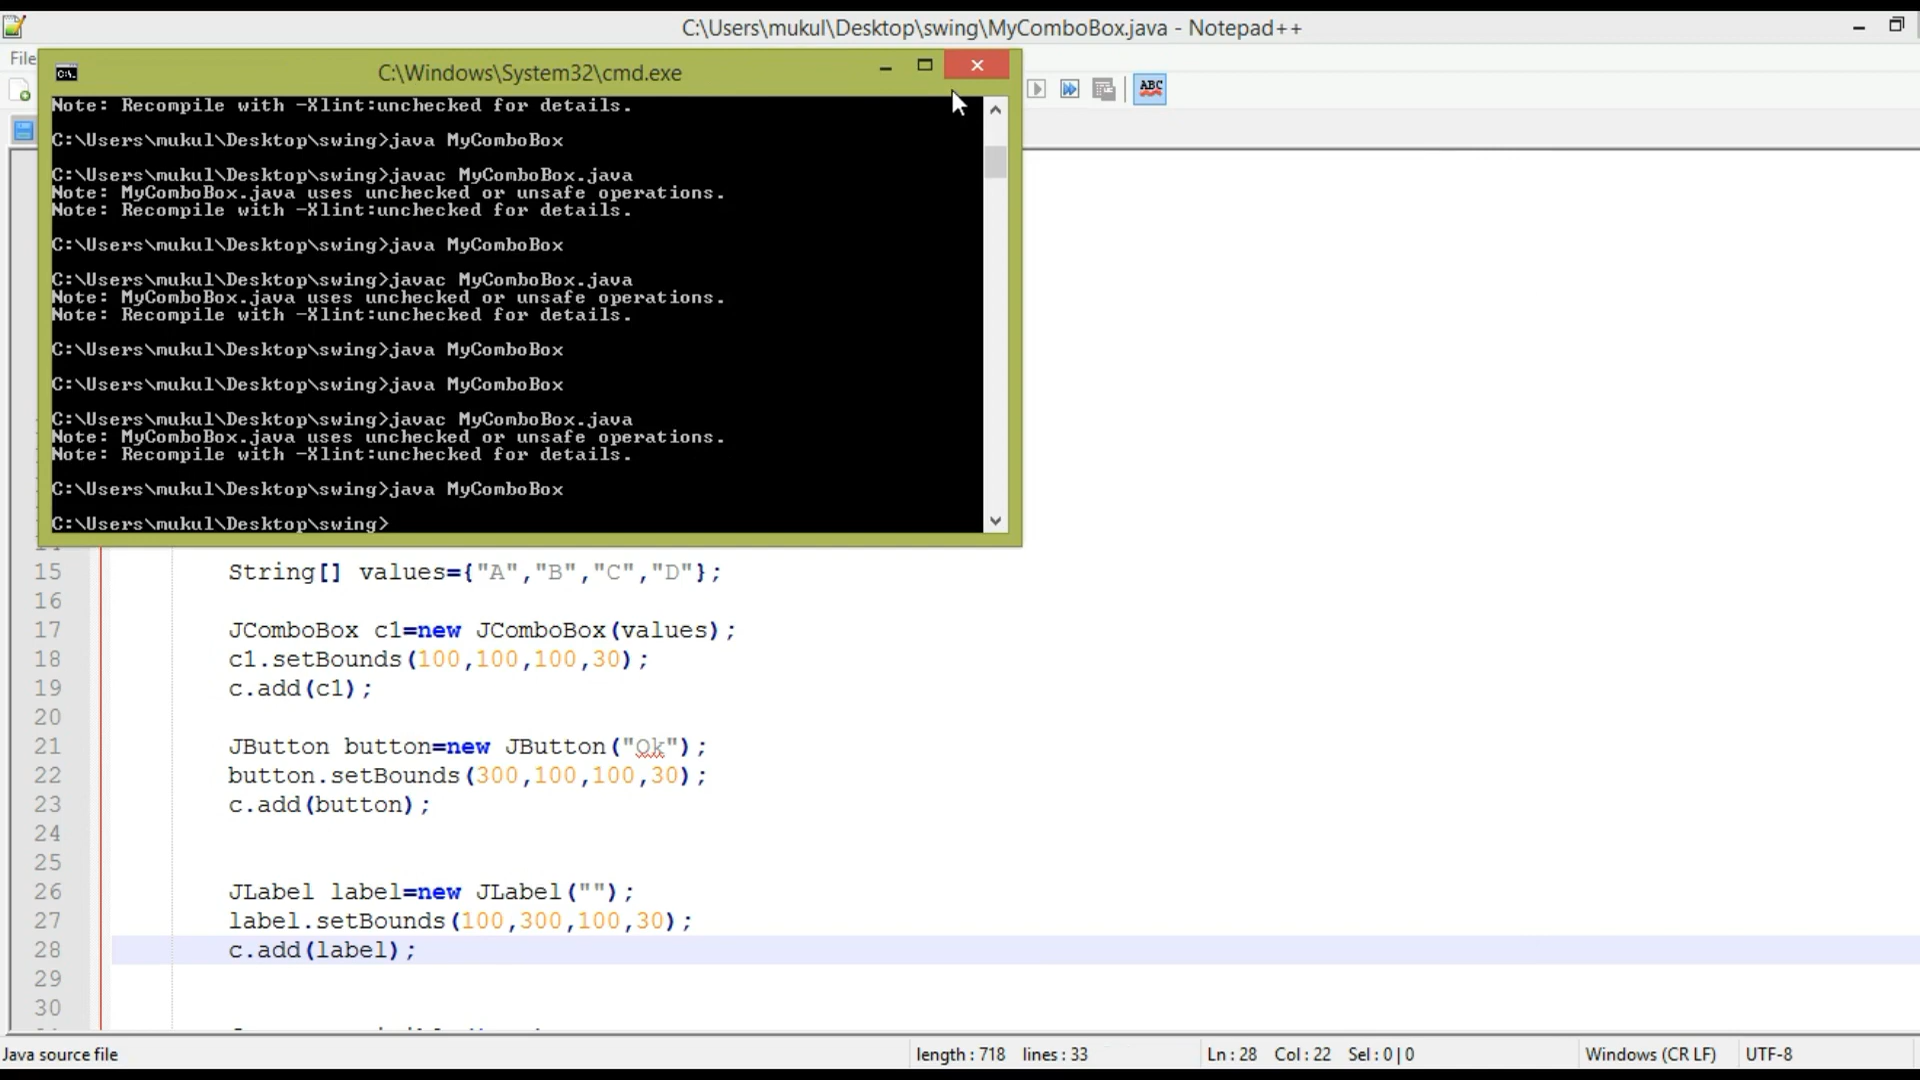 C:\Users\mukul\Desktop\swing\MyComboBox.java - Notepad++
File
C:\Windows\System32\cmd.exe
ABC
Note: Recompile with -Xlint:unchecked for details.
C:\Users\mukul\Desktop\swing>java MyComboBox
C:\Users\mukul\Desktop\swing>javac MyComboBox.java
Note: MyComboBox.java uses unchecked or unsafe operations.
Note: Recompile with -Xlint:unchecked for details.
C:\Users\mukul\Desktop\swing>java MyComboBox
C:\Users\mukul\Desktop\swing>javac MyComboBox.java
Note: MyComboBox.java uses unchecked or unsafe operations.
Note: Recompile with -Xlint:unchecked for details.
C:\Users\mukul\Desktop\swing>java MyComboBox
C:\Users\mukul\Desktop\swing>java MyComboBox
C:\Users\mukul\Desktop\swing>javac MyComboBox.java
Note: MyComboBox.java uses unchecked or unsafe operations.
Note: Recompile with -Xlint:unchecked for details.
C:\Users\mukul\Desktop\swing>java MyComboBox
C:\Users\mukul\Desktop\swing>
15 String[] values={"A","B","C","D"};
16
17 JComboBox c1=new JComboBox(values);
18 c1.setBounds(100,100,100,30);
19 c.add(c1);
20
21 JButton button=new JButton("Ok");
22 button.setBounds(300,100,100,30);
23 c.add(button);
24
25
26 JLabel label=new JLabel("");
27 label.setBounds(100,300,100,30);
28 c.add(label);
29
30
Java source file length : 718 lines : 33 Ln : 28 Col : 22 Sel : 0 | 0 Windows (CR LF) UTF-8